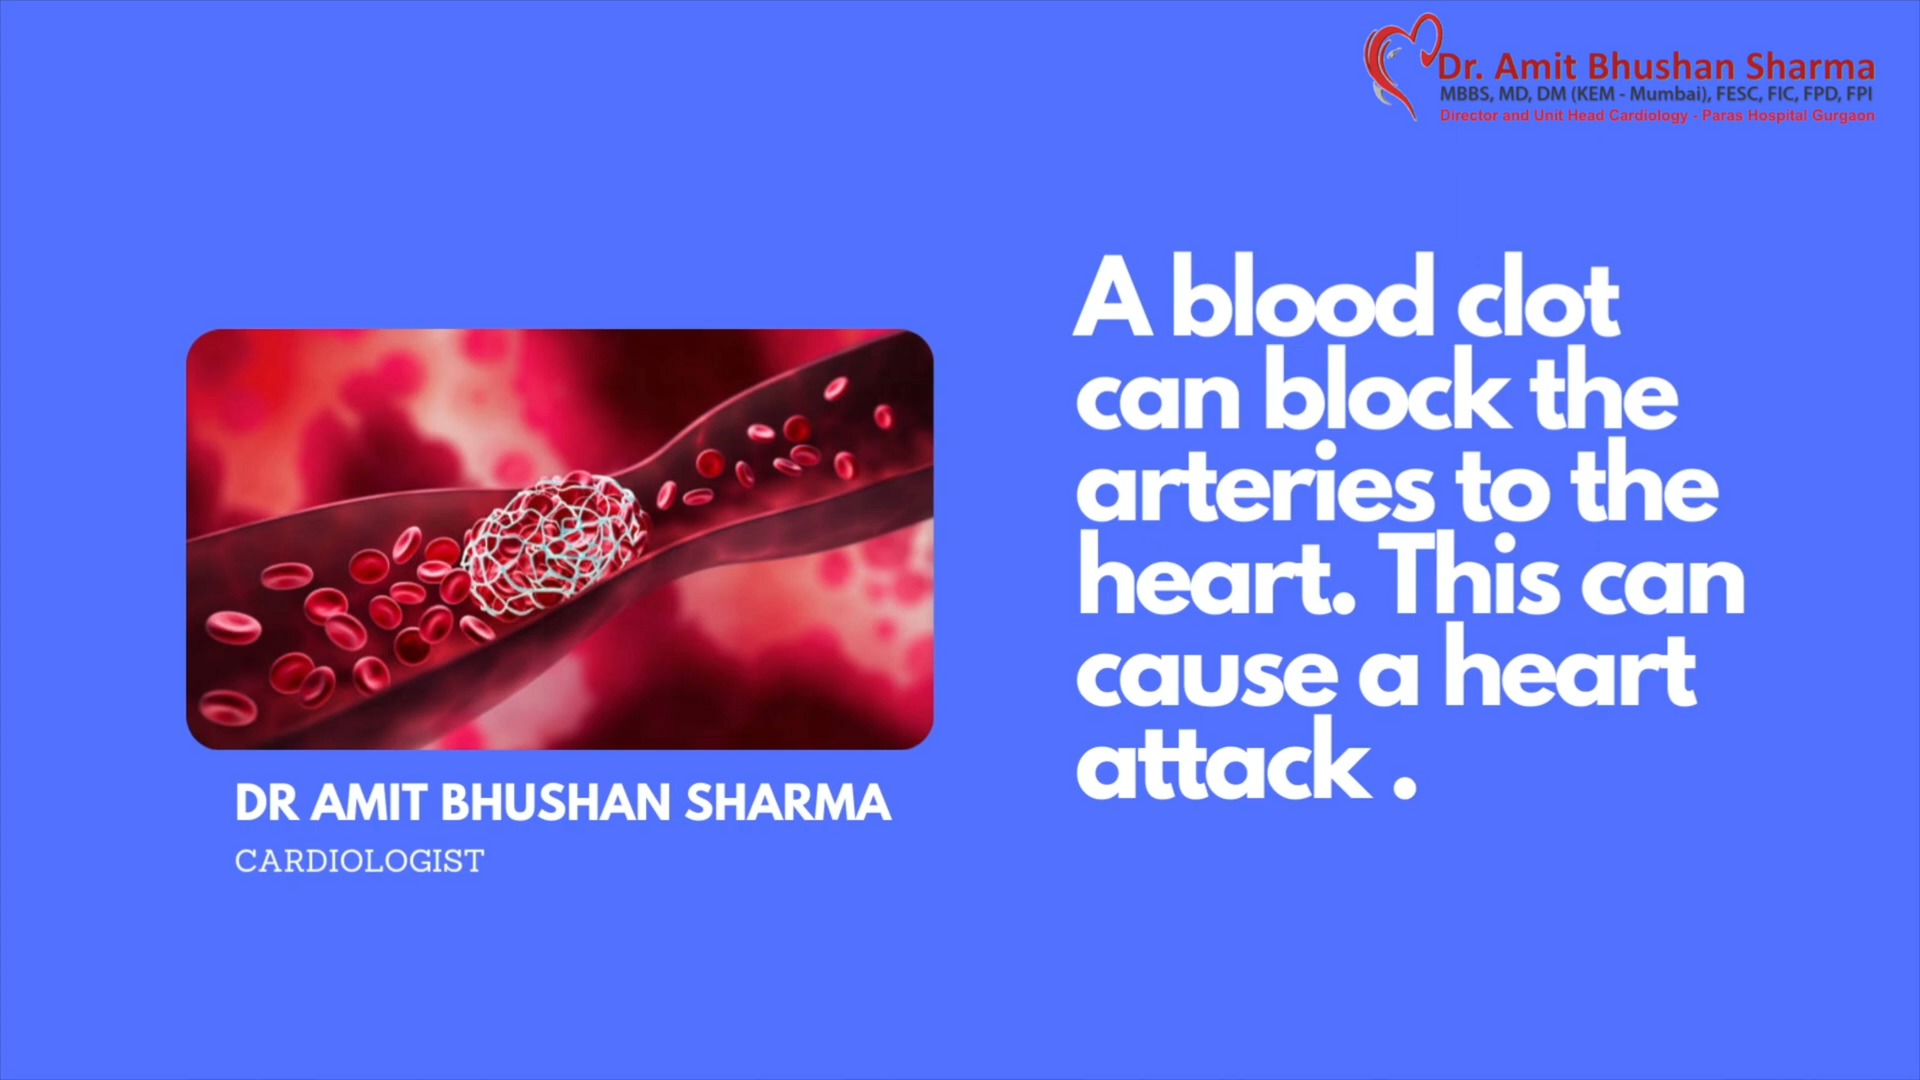 Dr. Amit Bhushan Sharma
MBBS, MD, DM (KEM - Mumbai), FESC, FIC, FPD, FPI
Director and Unit Head Cardiology - Paras Hospital Gurgaon
A blood clot
can block the
arteries to the
heart. This can
cause a heart
attack .
DR AMIT BHUSHAN SHARMA
CARDIOLOGIST